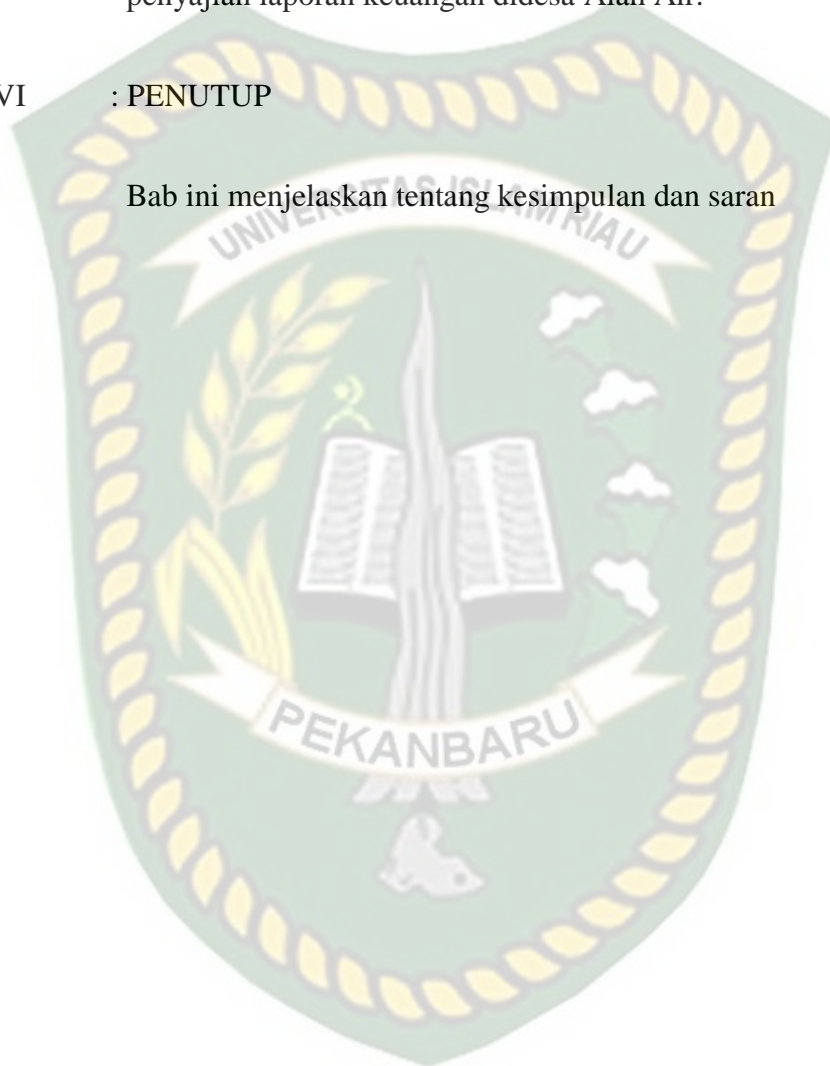 penyajian laporan keuangan didesa Alah Air.
VI : PENUTUP
Bab ini menjelaskan tentang kesimpulan dan saran
UNIVERSITAS ISLAM RIAU
PEKANBARU